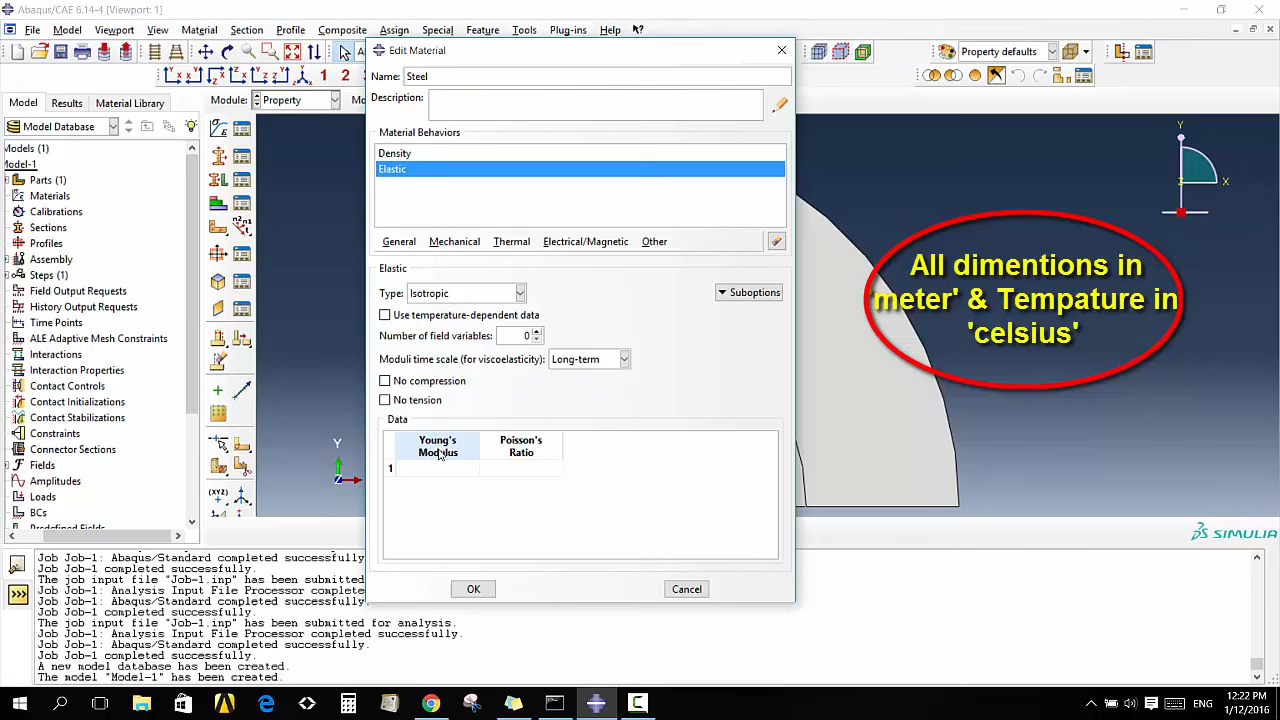 Abaqus/CAE 6.14-4 [Viewport: 1]
File Model Viewport View Material Section Profile Composite Assign Special Feature Tools Plug-ins Help
Property defaults
1 2
Model Results Material Library
Module: Property
Model Database
Models (1)
Model-1
Parts (1)
Materials
Calibrations
Sections
Profiles
Assembly
Steps (1)
Field Output Requests
History Output Requests
Time Points
ALE Adaptive Mesh Constraints
Interactions
Interaction Properties
Contact Controls
Contact Initializations
Contact Stabilizations
Constraints
Connector Sections
Fields
Amplitudes
Loads
BCs
Predefined Fields
Edit Material
Name: Steel
Description:
Material Behaviors
Density
Elastic
General Mechanical Thermal Electrical/Magnetic Other
Elastic
Type: Isotropic
Suboptions
Use temperature-dependent data
Number of field variables: 0
Moduli time scale (for viscoelasticity): Long-term
No compression
No tension
Data
Young's Modulus
Poisson's Ratio
1
OK Cancel
Y
X
Z
All dimentions in
meter' & Tempature in
'celsius'
Y
SIMULIA
Job Job-1: Abaqus/Standard completed successfully
Job Job-1 completed successfully.
The job input file "Job-1.inp" has been submitted
Job Job-1: Analysis Input File Processor completed
Job Job-1: Abaqus/Standard completed successfully
Job Job-1 completed successfully.
The job input file "Job-1.inp" has been submitted for analysis.
Job Job-1: Analysis Input File Processor completed successfully.
Job Job-1: Abaqus/Standard completed successfully.
Job Job-1 completed successfully.
A new model database has been created.
The model "Model-1" has been created.
>>>
ENG
12:22 PM
1/12/2016